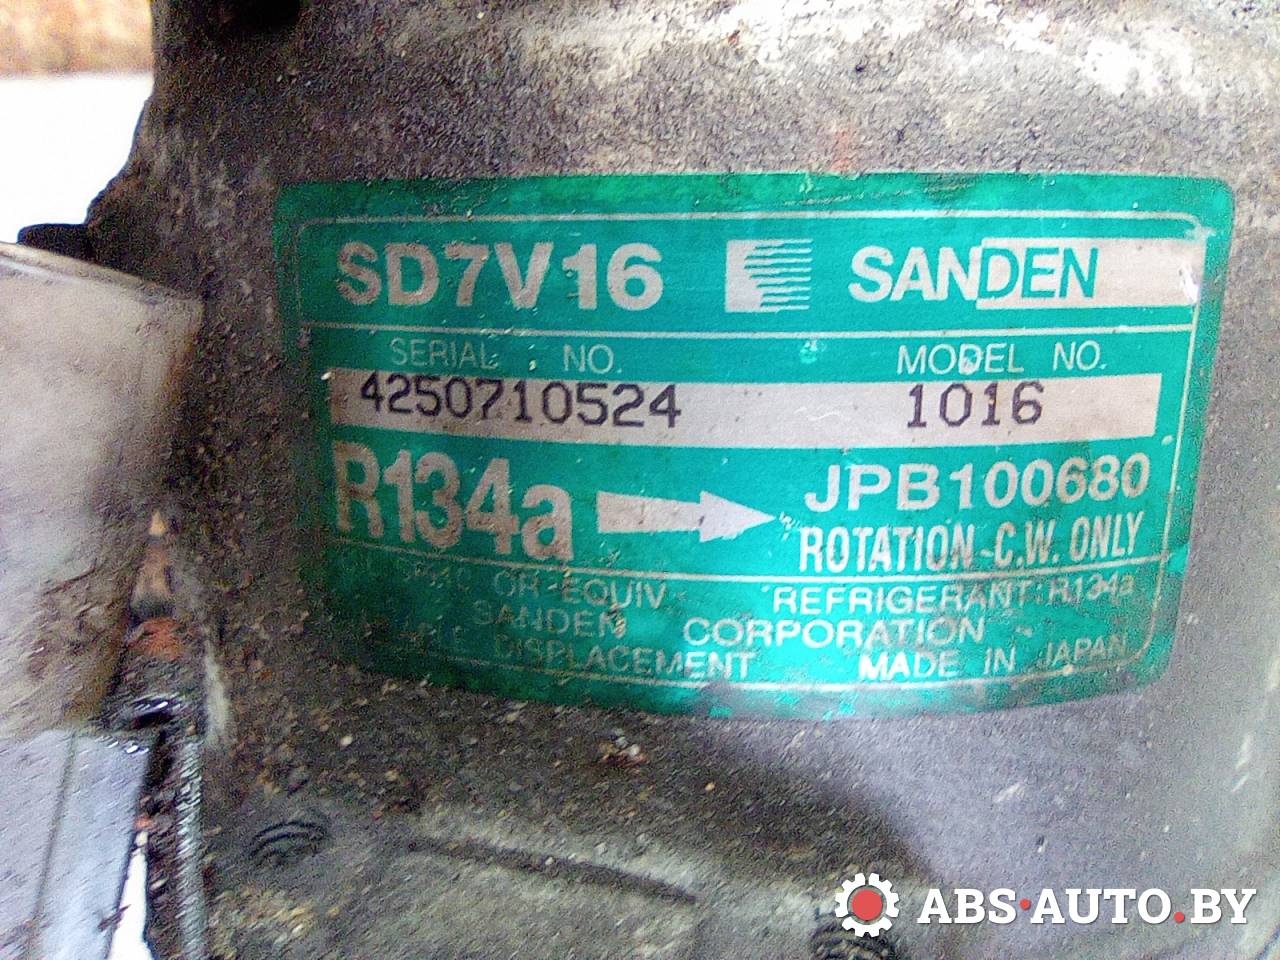 SD7V16 SANDEN
SERIAL NO. MODEL NO.
4250710524 1016
R134a JPB100680
ROTATION C.W. ONLY
OR EQUIV REFRIGERANT: R134a
SANDEN CORPORATION
DISPLACEMENT MADE IN JAPAN
ABS·AUTO.BY